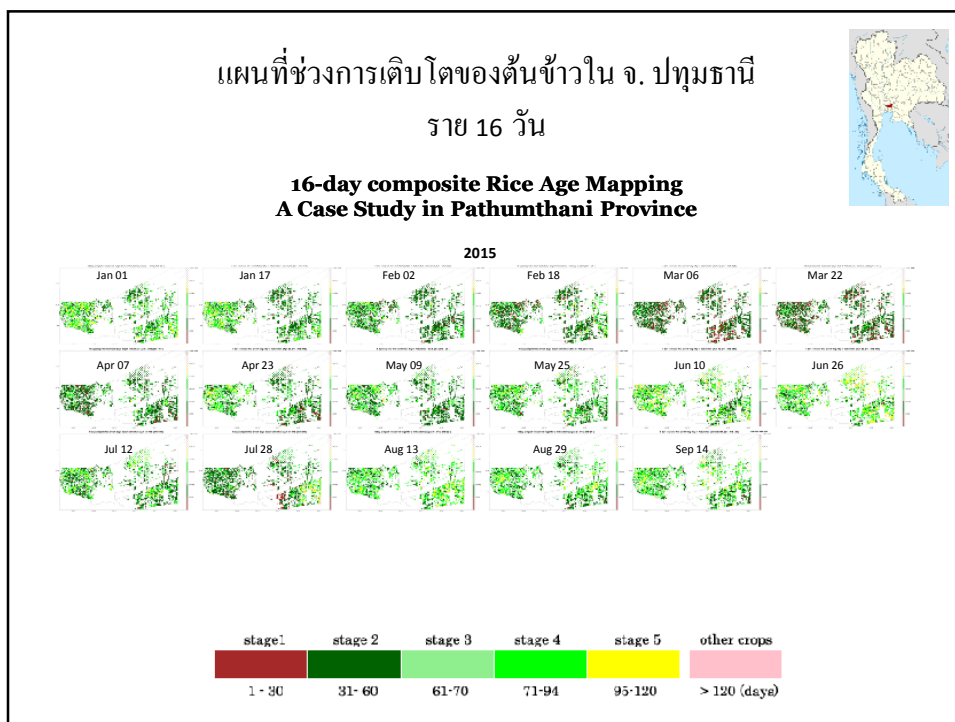 แผนที่ช่วงการเติบโตของต้นข้าวใน จ. ปทุมธานี
ราย 16 วัน
16-day composite Rice Age Mapping
A Case Study in Pathumthani Province
2015
Jan 01 Jan 17 Feb 02 Feb 18 Mar 06 Mar 22
Apr 07 Apr 23 May 09 May 25 Jun 10 Jun 26
Jul 12 Jul 28 Aug 13 Aug 29 Sep 14
stage1 stage 2 stage 3 stage 4 stage 5 other crops
1 - 30 31- 60 61-70 71-94 95-120 > 120 (days)